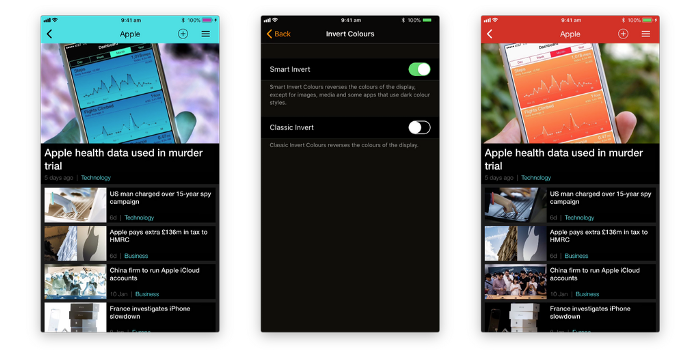 9:41 am
100%
Apple
Apple health data used in murder
trial
5 days ago | Technology
US man charged over 15-year spy
campaign
6d | Technology
Apple pays extra £136m in tax to
HMRC
6d | Business
China firm to run Apple iCloud
accounts
10 Jan | Business
France investigates iPhone
slowdown
9:41 am
100%
Back
Invert Colours
Smart Invert
Smart Invert Colours reverses the colours of the display,
except for images, media and some apps that use dark colour
styles.
Classic Invert
Classic Invert Colours reverses the colours of the display.
9:41 am
100%
Apple
Apple health data used in murder
trial
5 days ago | Technology
US man charged over 15-year spy
campaign
6d | Technology
Apple pays extra £136m in tax to
HMRC
6d | Business
China firm to run Apple iCloud
accounts
10 Jan | Business
France investigates iPhone
slowdown